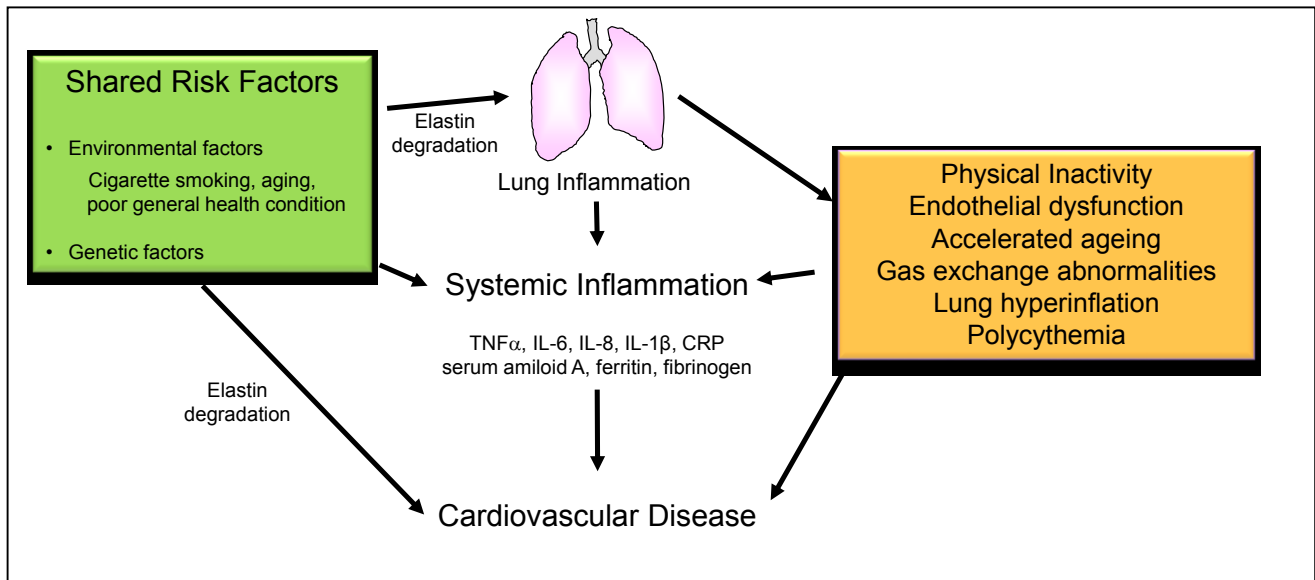 Shared Risk Factors
• Environmental factors
Cigarette smoking, aging,
poor general health condition
• Genetic factors
Elastin
degradation
Lung Inflammation
Physical Inactivity
Endothelial dysfunction
Accelerated ageing
Gas exchange abnormalities
Lung hyperinflation
Polycythemia
Systemic Inflammation
TNFα, IL-6, IL-8, IL-1β, CRP
serum amiloid A, ferritin, fibrinogen
Elastin
degradation
Cardiovascular Disease